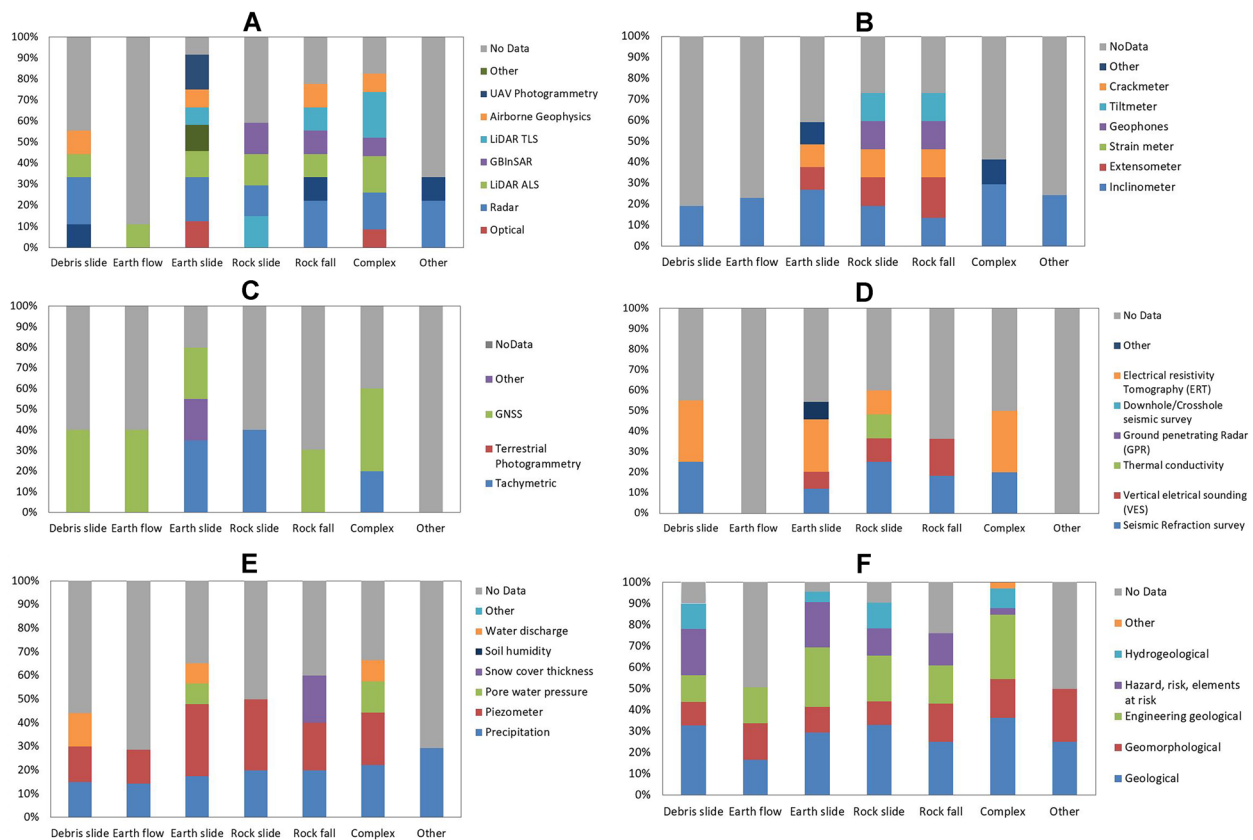 A
100%
90%
80%
70%
60%
50%
40%
30%
20%
10%
0%
Debris slide Earth flow Earth slide Rock slide Rock fall Complex Other
No Data
Other
UAV Photogrammetry
Airborne Geophysics
LiDAR TLS
GBInSAR
LiDAR ALS
Radar
Optical
B
100%
90%
80%
70%
60%
50%
40%
30%
20%
10%
0%
Debris slide Earth flow Earth slide Rock slide Rock fall Complex Other
NoData
Other
Crackmeter
Tiltmeter
Geophones
Strain meter
Extensometer
Inclinometer
C
100%
90%
80%
70%
60%
50%
40%
30%
20%
10%
0%
Debris slide Earth flow Earth slide Rock slide Rock fall Complex Other
NoData
Other
GNSS
Terrestrial
Photogrammetry
Tachymetric
D
100%
90%
80%
70%
60%
50%
40%
30%
20%
10%
0%
Debris slide Earth flow Earth slide Rock slide Rock fall Complex Other
No Data
Other
Electrical resistivity
Tomography (ERT)
Downhole/Crosshole
seismic survey
Ground penetrating Radar
(GPR)
Thermal conductivity
Vertical eletrical sounding
(VES)
Seismic Refraction survey
E
100%
90%
80%
70%
60%
50%
40%
30%
20%
10%
0%
Debris slide Earth flow Earth slide Rock slide Rock fall Complex Other
No Data
Other
Water discharge
Soil humidity
Snow cover thickness
Pore water pressure
Piezometer
Precipitation
F
100%
90%
80%
70%
60%
50%
40%
30%
20%
10%
0%
Debris slide Earth flow Earth slide Rock slide Rock fall Complex Other
No Data
Other
Hydrogeological
Hazard, risk, elements
at risk
Engineering geological
Geomorphological
Geological